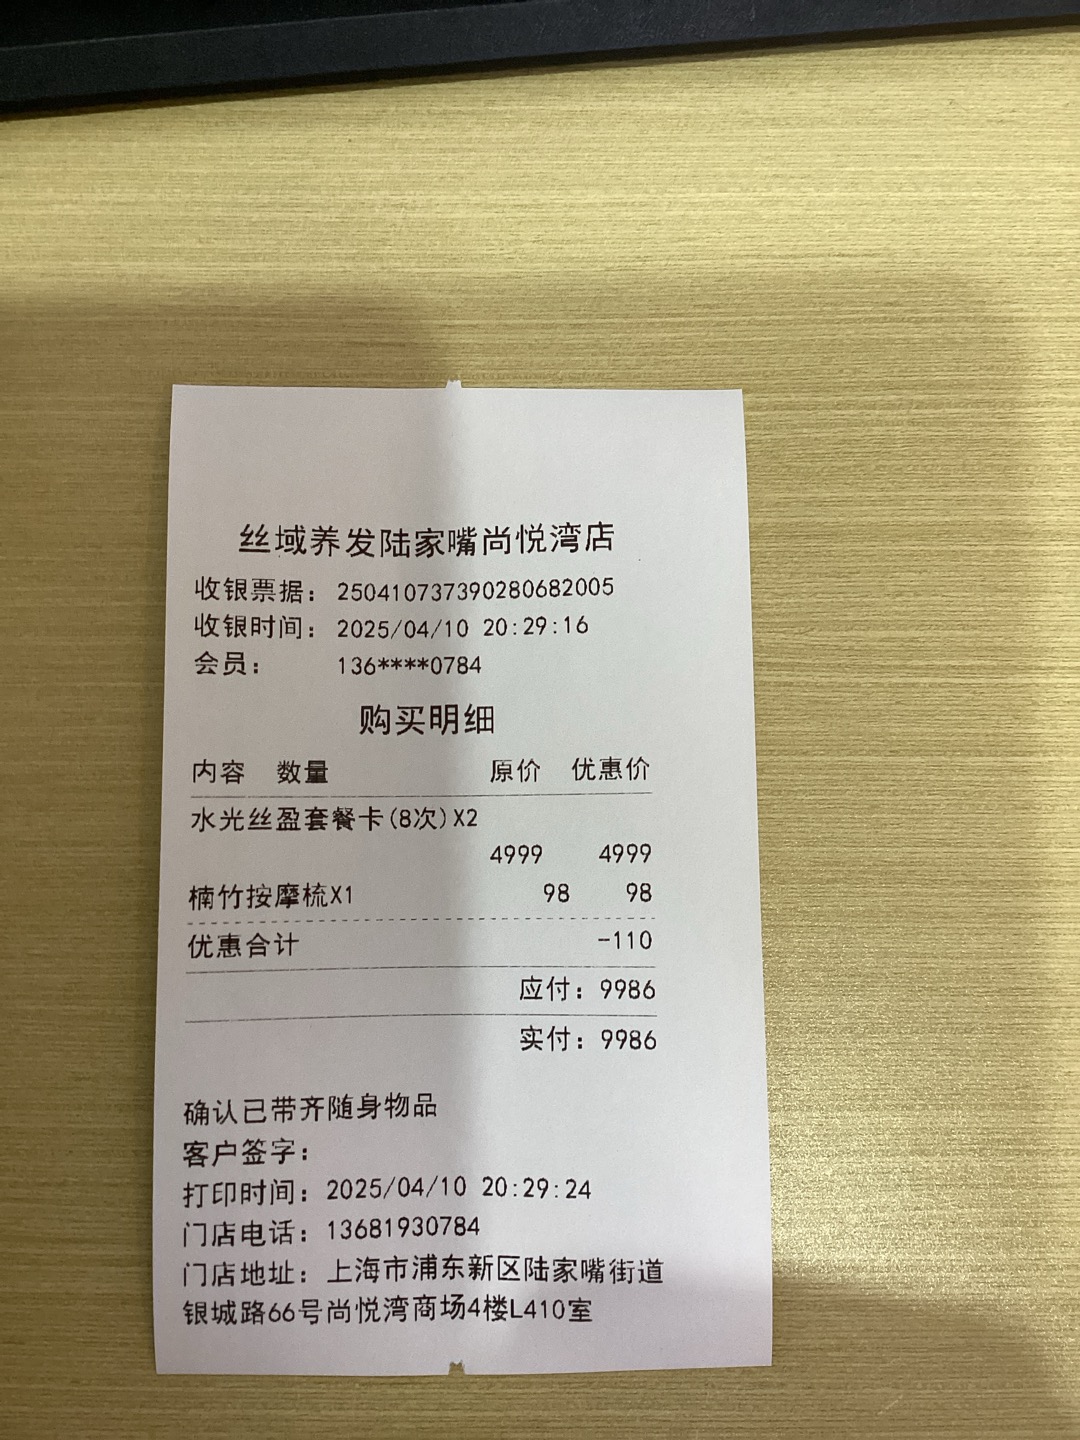 丝域养发陆家嘴尚悦湾店
收银票据：250410737390280682005
收银时间：2025/04/10 20:29:16
会员：136****0784
购买明细
内容 数量 原价 优惠价
水光丝盈套餐卡(8次)X2
4999 4999
楠竹按摩梳X1 98 98
优惠合计 -110
应付：9986
实付：9986
确认已带齐随身物品
客户签字：
打印时间：2025/04/10 20:29:24
门店电话：13681930784
门店地址：上海市浦东新区陆家嘴街道
银城路66号尚悦湾商场4楼L410室